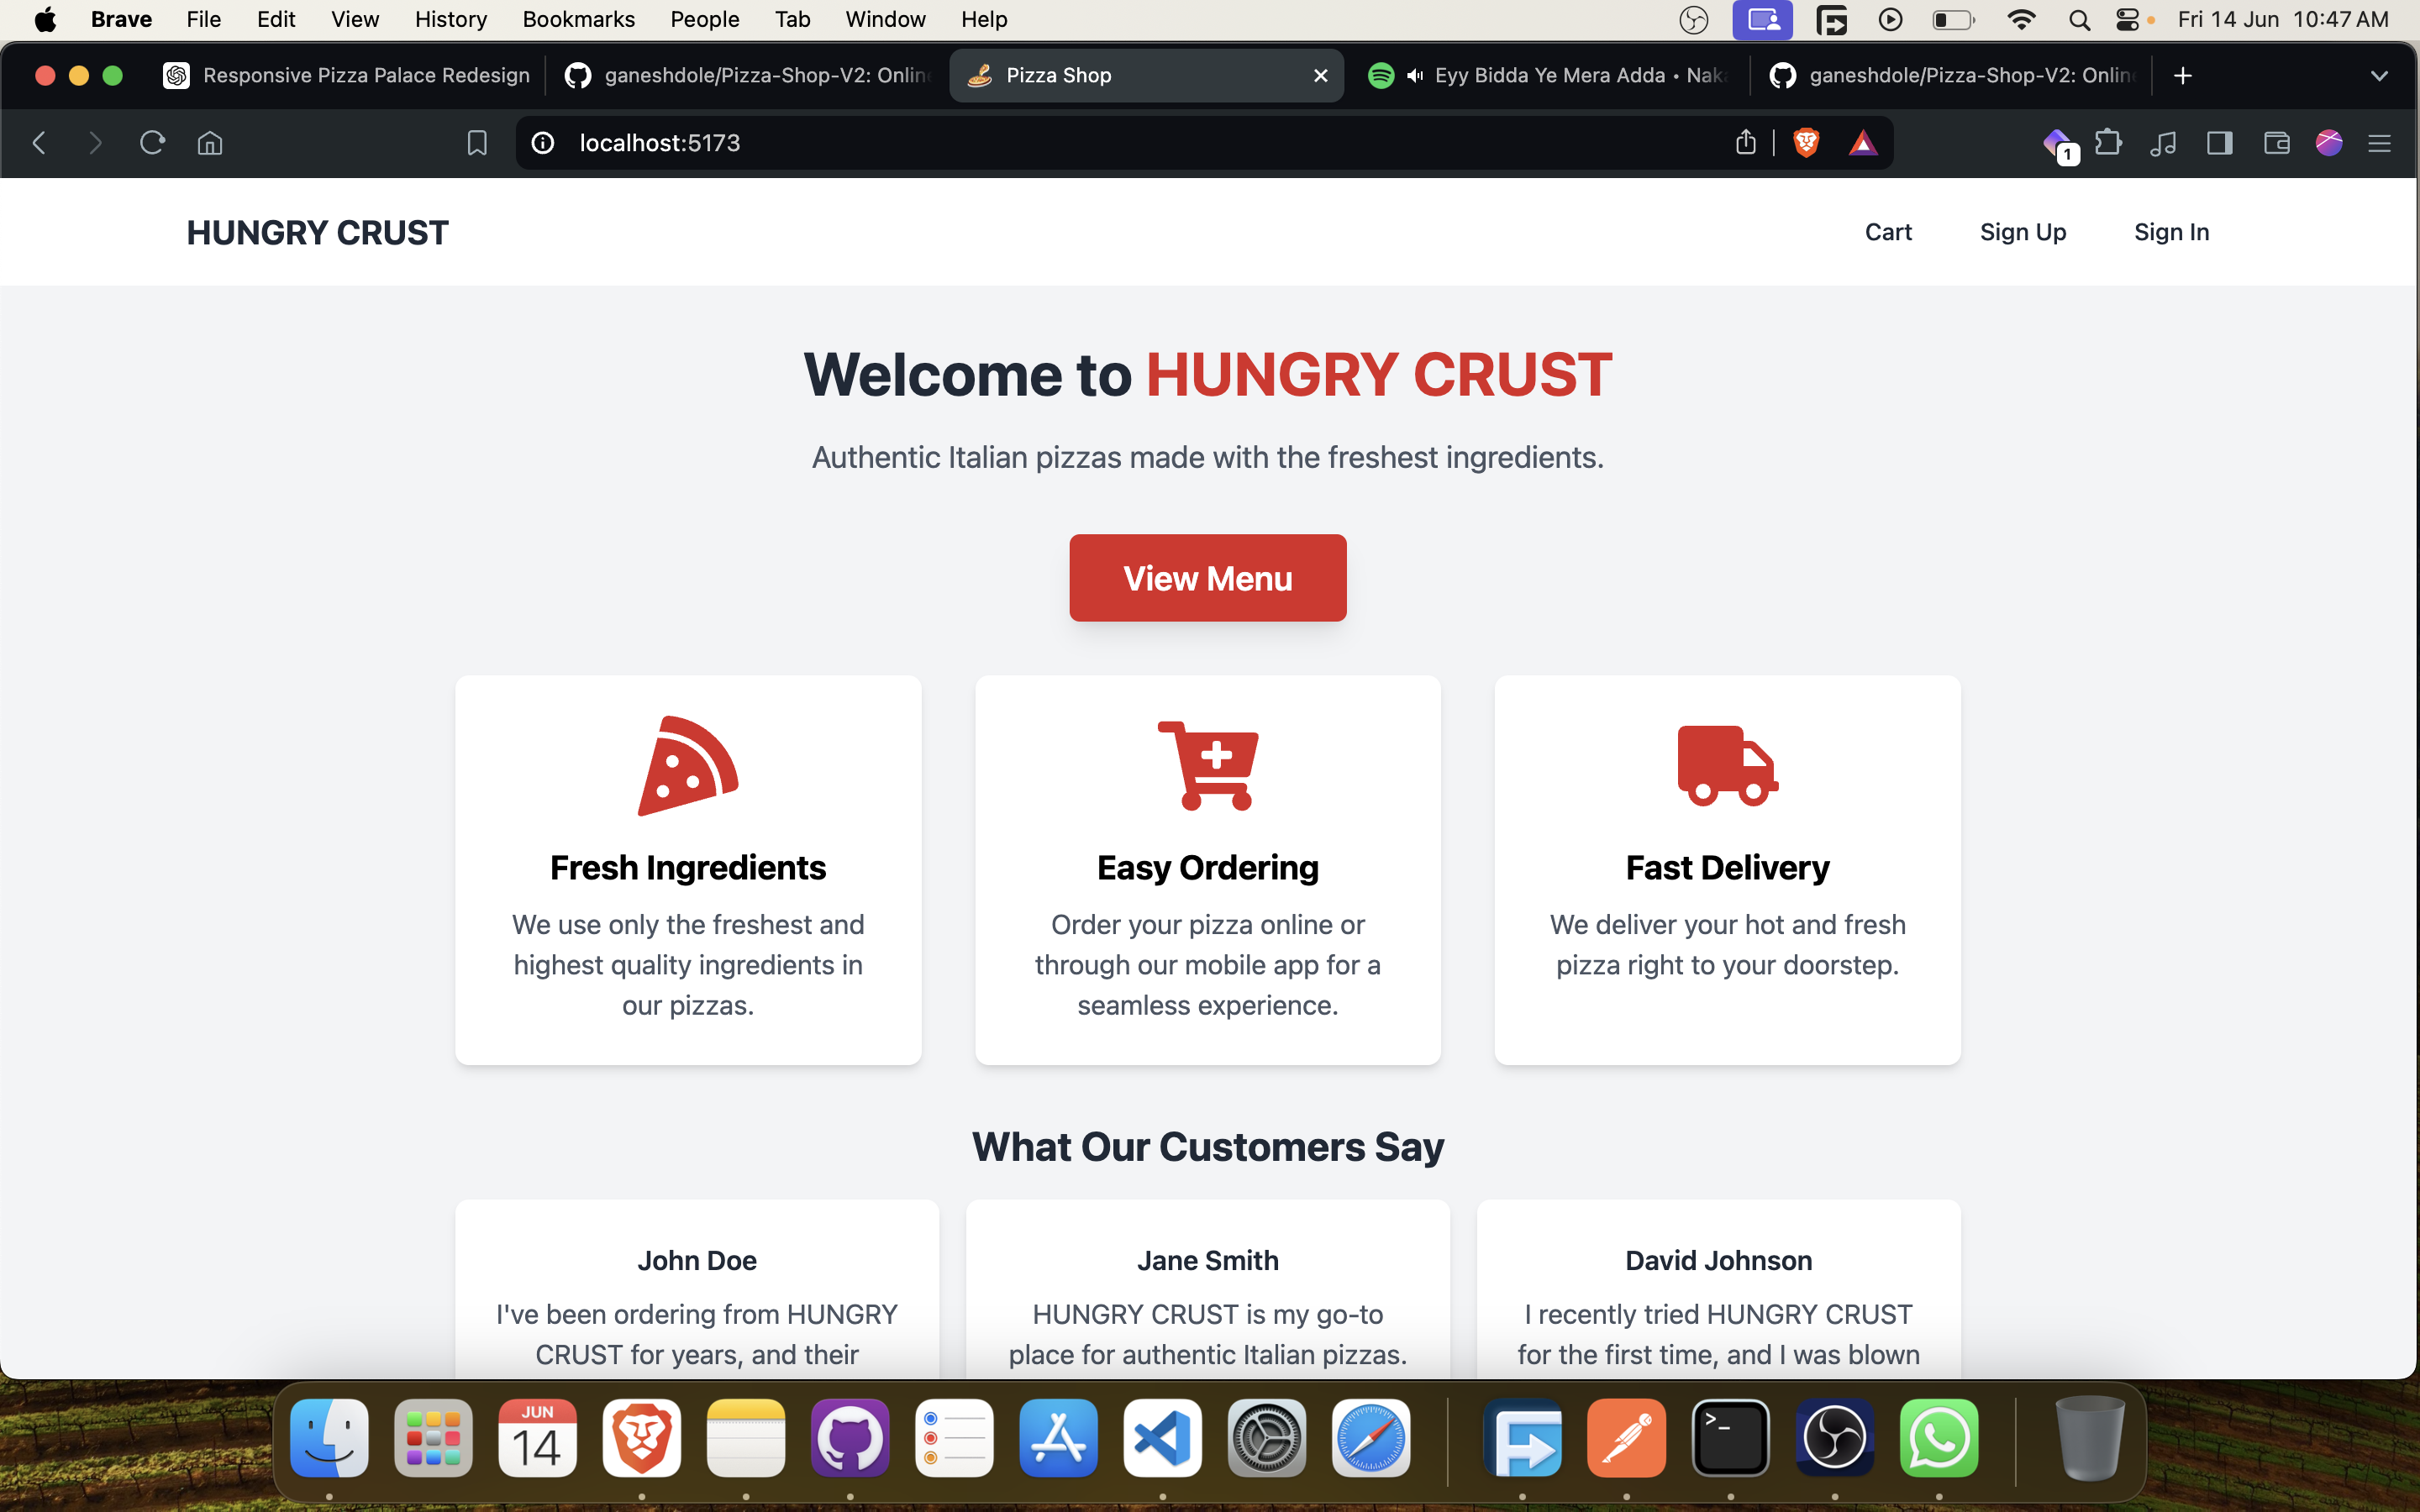 Brave File Edit View History Bookmarks People Tab Window Help Fri 14 Jun 10:47 AM
Responsive Pizza Palace Redesign ganeshdole/Pizza-Shop-V2: Onlin Pizza Shop Eyy Bidda Ye Mera Adda • Nak ganeshdole/Pizza-Shop-V2: Onlin
localhost:5173 1
HUNGRY CRUST Cart Sign Up Sign In
Welcome to HUNGRY CRUST
Authentic Italian pizzas made with the freshest ingredients.
View Menu
Fresh Ingredients
We use only the freshest and
highest quality ingredients in
our pizzas.
Easy Ordering
Order your pizza online or
through our mobile app for a
seamless experience.
Fast Delivery
We deliver your hot and fresh
pizza right to your doorstep.
What Our Customers Say
John Doe
I've been ordering from HUNGRY
CRUST for years, and their
Jane Smith
HUNGRY CRUST is my go-to
place for authentic Italian pizzas.
David Johnson
I recently tried HUNGRY CRUST
for the first time, and I was blown
JUN
14
>_